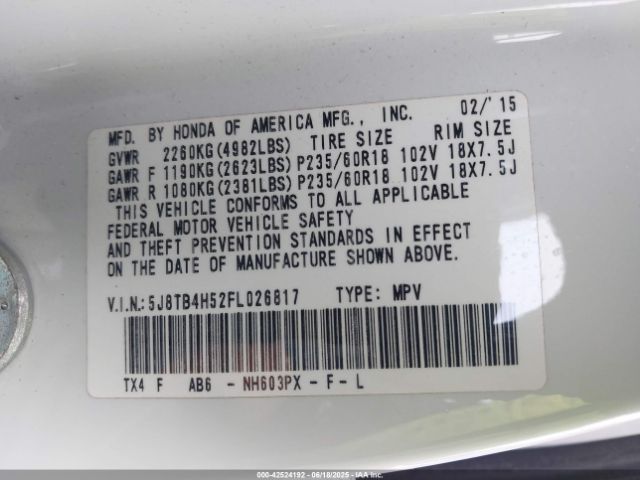 MFD. BY HONDA OF AMERICA MFG., INC. 02/'15
GVWR 2260KG(4982LBS) TIRE SIZE RIM SIZE
GAWR F 1190KG(2623LBS)P235/60R18 102V 18X7.5J
GAWR R 1080KG(2381LBS)P235/60R18 102V 18X7.5J
THIS VEHICLE CONFORMS TO ALL APPLICABLE
FEDERAL MOTOR VEHICLE SAFETY
AND THEFT PREVENTION STANDARDS IN EFFECT
ON THE DATE OF MANUFACTURE SHOWN ABOVE.
V.I.N.:5J8TB4H52FL026817 TYPE: MPV
TX4 F AB6 - NH603PX - F - L
000-42524192 - 06/18/2025 - IAA Inc.